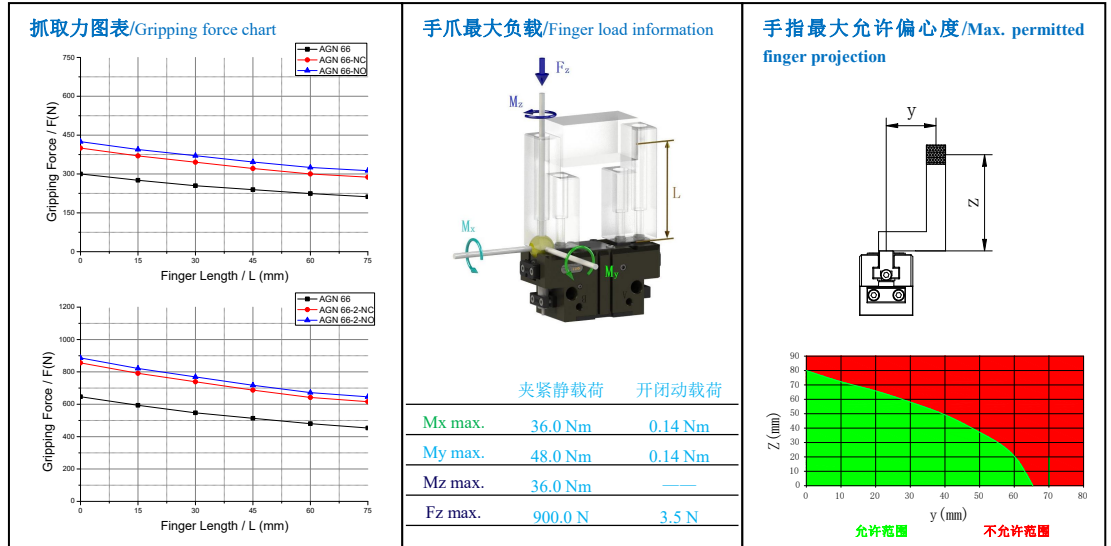 抓取力图表/Gripping force chart
AGN 66
AGN 66-NC
AGN 66-NO
750
600
450
300
150
0
Gripping Force / F(N)
0 15 30 45 60 75
Finger Length / L (mm)
AGN 66
AGN 66-2-NC
AGN 66-2-NO
1200
1000
800
600
400
200
0
Gripping Force / F(N)
0 15 30 45 60 75
Finger Length / L (mm)
手爪最大负载/Finger load information
Fz
Mz
L
Mx
My
夹紧静载荷 开闭动载荷
Mx max. 36.0 Nm 0.14 Nm
My max. 48.0 Nm 0.14 Nm
Mz max. 36.0 Nm ——
Fz max. 900.0 N 3.5 N
手指最大允许偏心度/Max. permitted
finger projection
y
Z
90
80
70
60
50
40
30
20
10
0
Z(mm)
0 10 20 30 40 50 60 70 80
y(mm)
允许范围 不允许范围